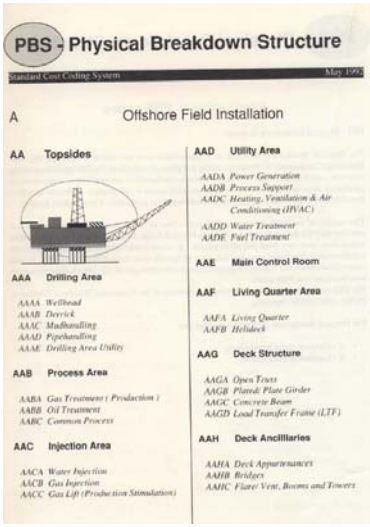 PBS - Physical Breakdown Structure
Standard Cost Coding System
May 1992
A
Offshore Field Installation
AA Topsides
AAA Drilling Area
AAAA Wellhead
AAAB Derrick
AAAC Mudhandling
AAAD Pipehandling
AAAE Drilling Area Utility
AAB Process Area
AABA Gas Treatment ( Production )
AABB Oil Treatment
AABC Common Process
AAC Injection Area
AACA Water Injection
AACB Gas Injection
AACC Gas Lift (Production Stimulation)
AAD Utility Area
AADA Power Generation
AADB Process Support
AADC Heating, Ventilation & Air
Conditioning (HVAC)
AADD Water Treatment
AADE Fuel Treatment
AAE Main Control Room
AAF Living Quarter Area
AAFA Living Quarter
AAFB Helideck
AAG Deck Structure
AAGA Open Truss
AAGB Plated/ Plate Girder
AAGC Concrete Beam
AAGD Load Transfer Frame (LTF)
AAH Deck Ancilliaries
AAHA Deck Appurtenances
AAHB Bridges
AAHC Flare/ Vent, Booms and Towers